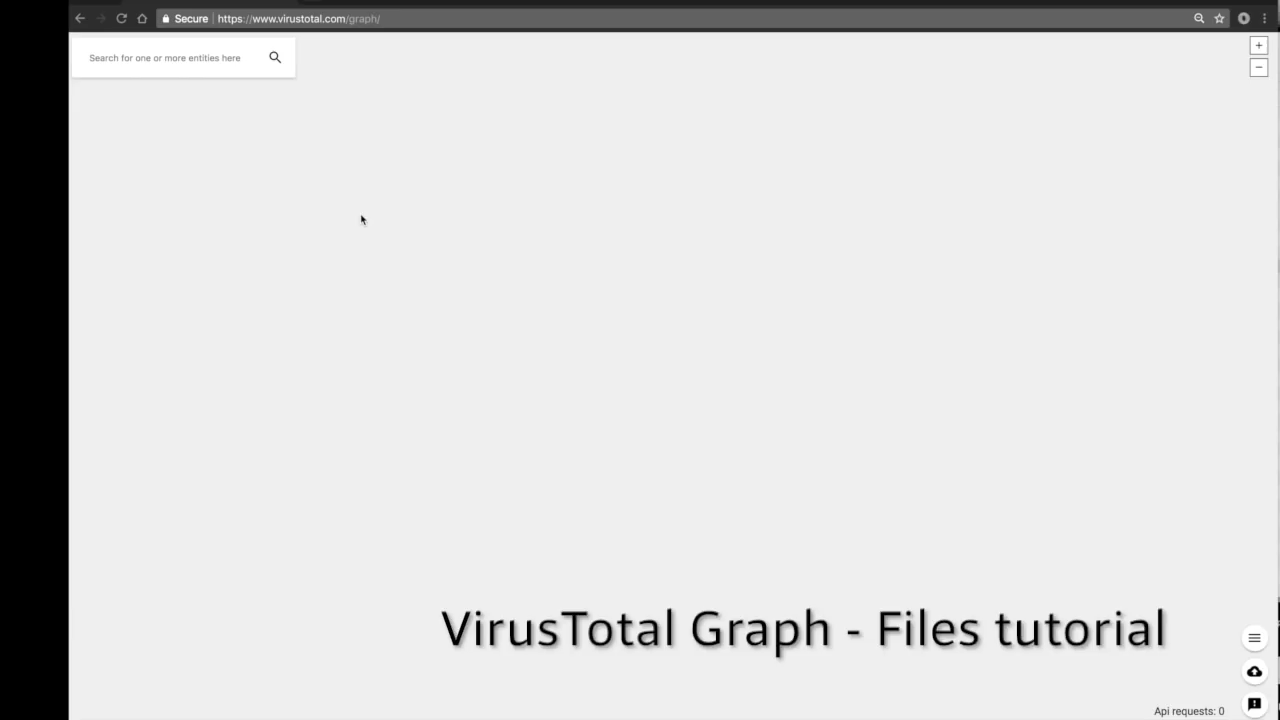 Secure https://www.virustotal.com/graph/
Search for one or more entities here
+
−
VirusTotal Graph - Files tutorial
Api requests: 0